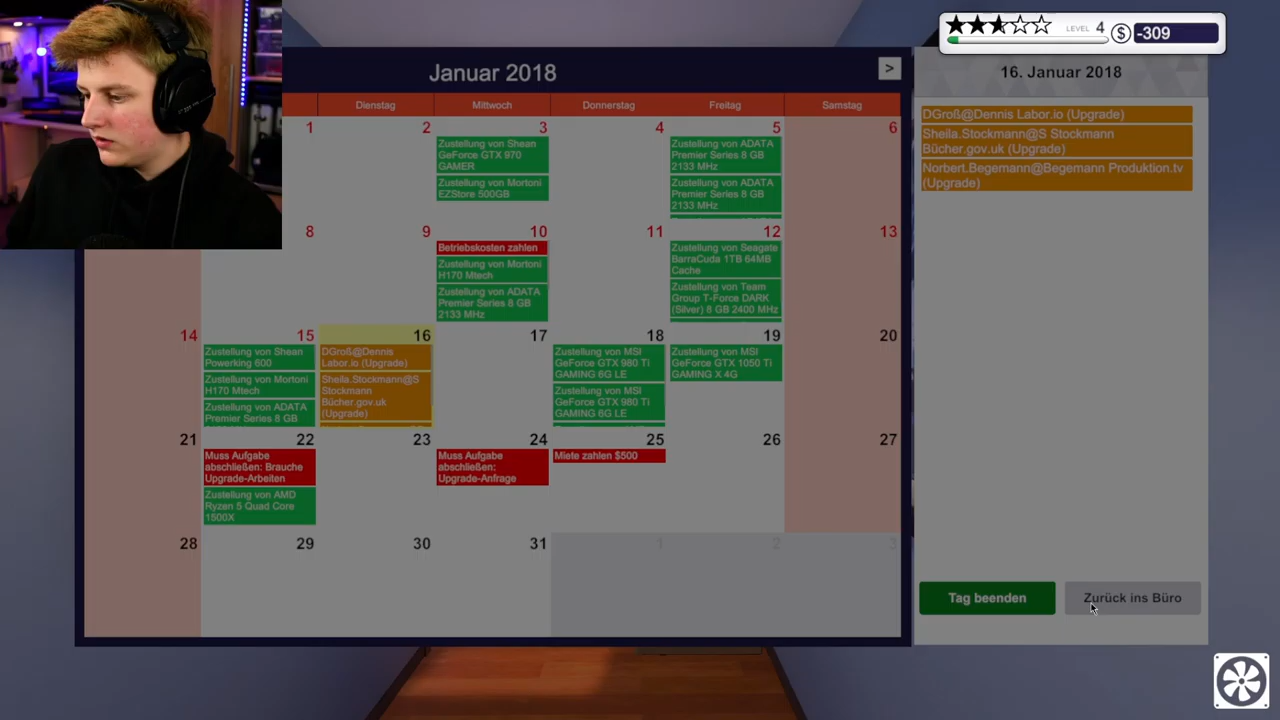 LEVEL 4 $ -309
Januar 2018
>
16. Januar 2018
Dienstag Mittwoch Donnerstag Freitag Samstag
DGroß@Dennis Labor.io (Upgrade)
Sheila.Stockmann@S Stockmann
Bücher.gov.uk (Upgrade)
Norbert.Begemann@Begemann Produktion.tv
(Upgrade)
1 2 3 4 5 6
Zustellung von Shean
GeForce GTX 970
GAMER
Zustellung von Mortoni
EZStore 500GB
Zustellung von ADATA
Premier Series 8 GB
2133 MHz
Zustellung von ADATA
Premier Series 8 GB
2133 MHz
8 9 10 11 12 13
Betriebskosten zahlen
Zustellung von Mortoni
H170 Mtech
Zustellung von ADATA
Premier Series 8 GB
2133 MHz
Zustellung von Seagate
BarraCuda 1TB 64MB
Cache
Zustellung von Team
Group T-Force DARK
(Silver) 8 GB 2400 MHz
14 15 16 17 18 19 20
Zustellung von Shean
Powerking 600
Zustellung von Mortoni
H170 Mtech
Zustellung von ADATA
Premier Series 8 GB
DGroß@Dennis
Labor.io (Upgrade)
Sheila.Stockmann@S
Stockmann
Bücher.gov.uk
(Upgrade)
Zustellung von MSI
GeForce GTX 980 Ti
GAMING 6G LE
Zustellung von MSI
GeForce GTX 980 Ti
GAMING 6G LE
Zustellung von MSI
GeForce GTX 1050 Ti
GAMING X 4G
21 22 23 24 25 26 27
Muss Aufgabe
abschließen: Brauche
Upgrade-Arbeiten
Zustellung von AMD
Ryzen 5 Quad Core
1500X
Muss Aufgabe
abschließen:
Upgrade-Anfrage
Miete zahlen $500
28 29 30 31 1 2 3
Tag beenden
Zurück ins Büro